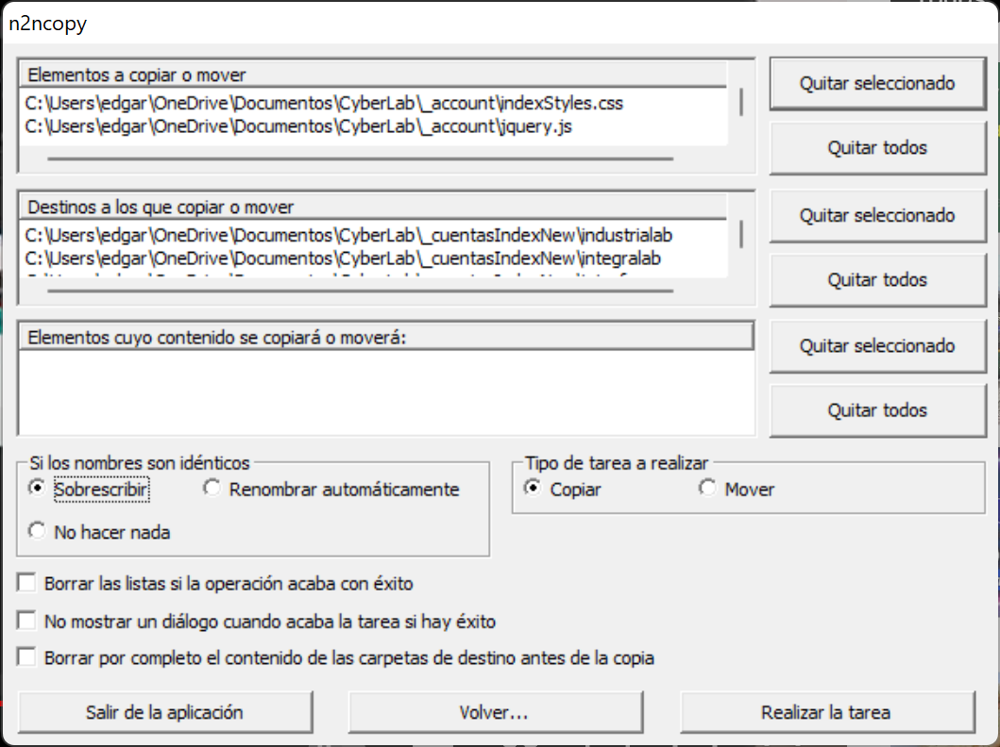 n2ncopy
Elementos a copiar o mover
C:\Users\edgar\OneDrive\Documentos\CyberLab\_account\indexStyles.css
C:\Users\edgar\OneDrive\Documentos\CyberLab\_account\jquery.js
Quitar seleccionado
Quitar todos
Destinos a los que copiar o mover
C:\Users\edgar\OneDrive\Documentos\CyberLab\_cuentasIndexNew\industrialab
C:\Users\edgar\OneDrive\Documentos\CyberLab\_cuentasIndexNew\integralab
Quitar seleccionado
Quitar todos
Elementos cuyo contenido se copiará o moverá:
Quitar seleccionado
Quitar todos
Si los nombres son idénticos
Sobrescribir
Renombrar automáticamente
No hacer nada
Tipo de tarea a realizar
Copiar
Mover
Borrar las listas si la operación acaba con éxito
No mostrar un diálogo cuando acaba la tarea si hay éxito
Borrar por completo el contenido de las carpetas de destino antes de la copia
Salir de la aplicación
Volver...
Realizar la tarea